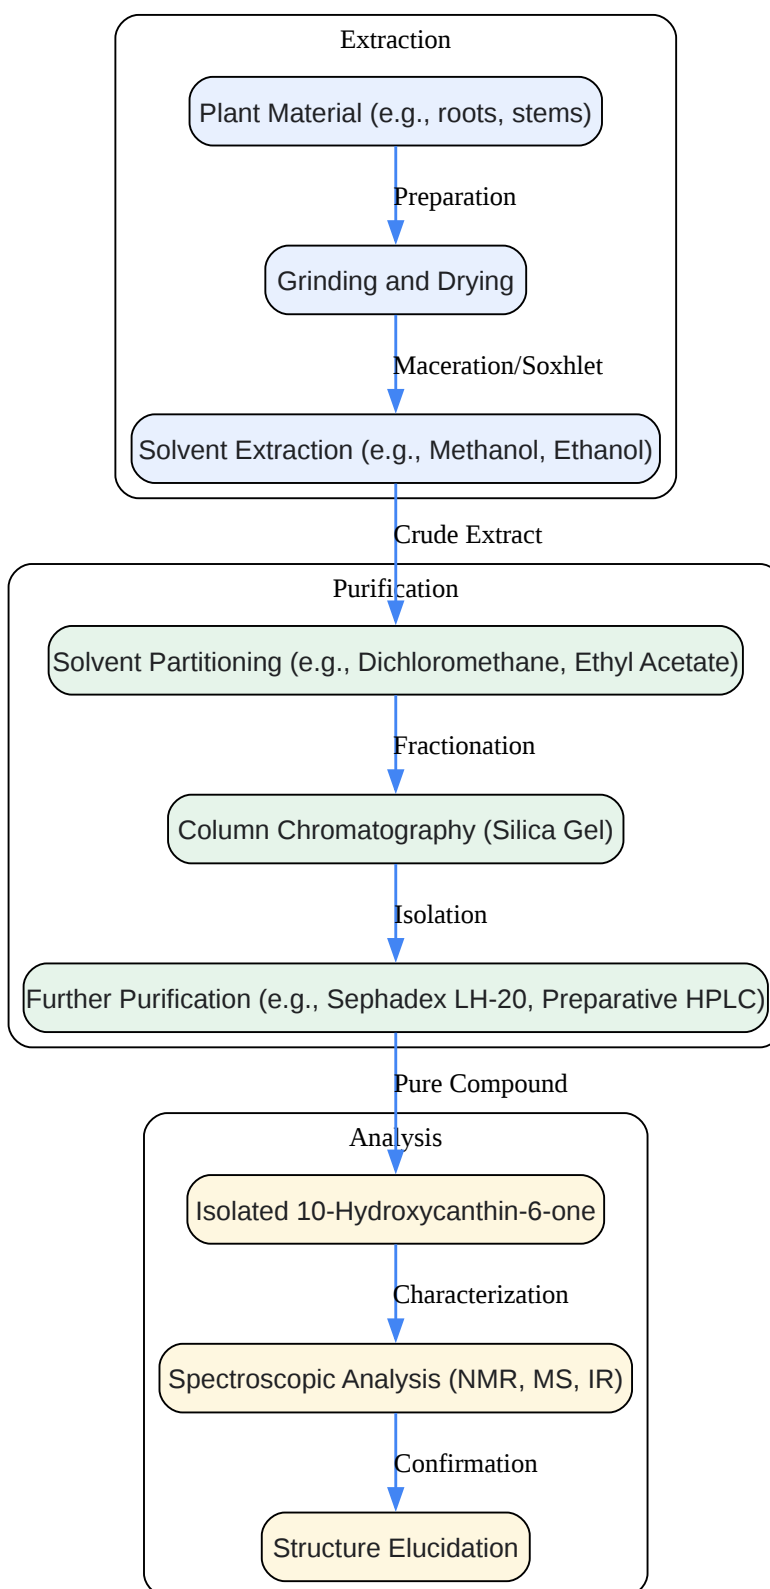 Extraction
Plant Material (e.g., roots, stems)
Preparation
Grinding and Drying
Maceration/Soxhlet
Solvent Extraction (e.g., Methanol, Ethanol)
Crude Extract
Purification
Solvent Partitioning (e.g., Dichloromethane, Ethyl Acetate)
Fractionation
Column Chromatography (Silica Gel)
Isolation
Further Purification (e.g., Sephadex LH-20, Preparative HPLC)
Pure Compound
Analysis
Isolated 10-Hydroxycanthin-6-one
Characterization
Spectroscopic Analysis (NMR, MS, IR)
Confirmation
Structure Elucidation